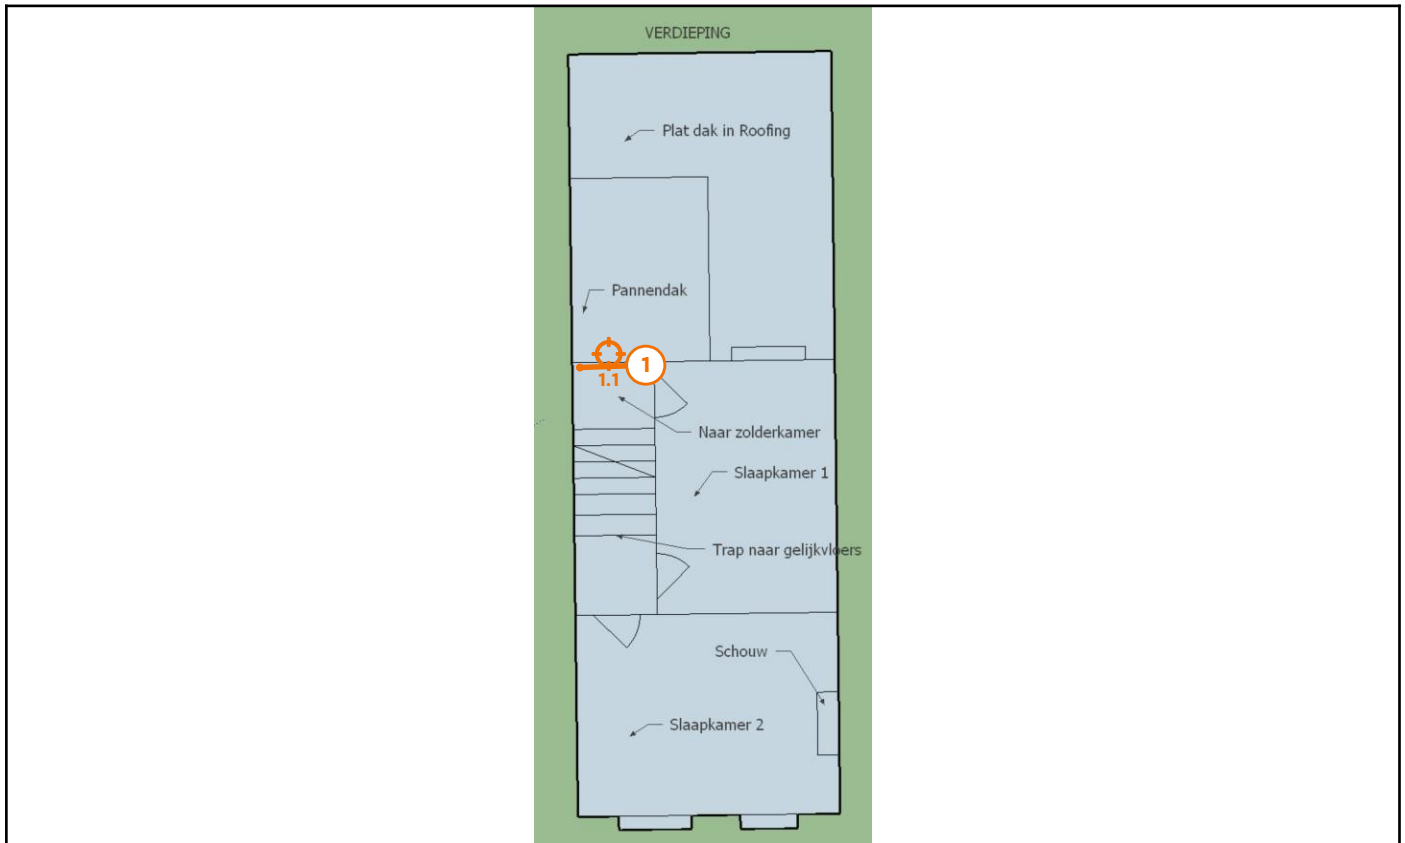 VERDIEPING
Plat dak in Roofing
Pannendak
1
1.1
Naar zolderkamer
Slaapkamer 1
Trap naar gelijkvloers
Schouw
Slaapkamer 2